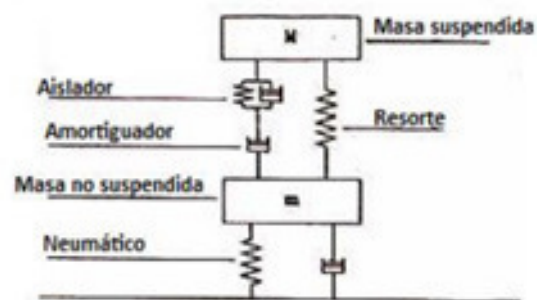 M
Masa suspendida
Aislador
Resorte
Amortiguador
Masa no suspendida
m
Neumático